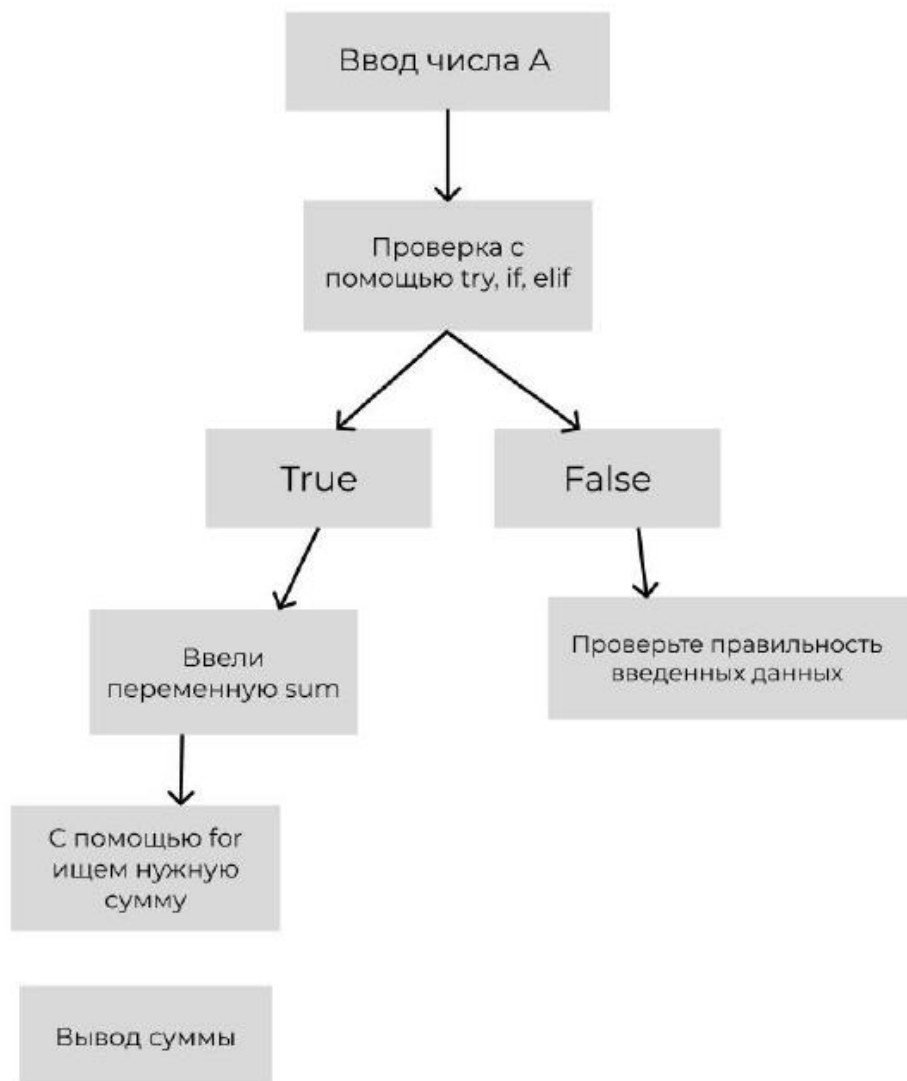 Ввод числа А
Проверка с
помощью try, if, elif
True
False
Ввели
переменную sum
Проверьте правильность
введенных данных
С помощью for
ищем нужную
сумму
Вывод суммы